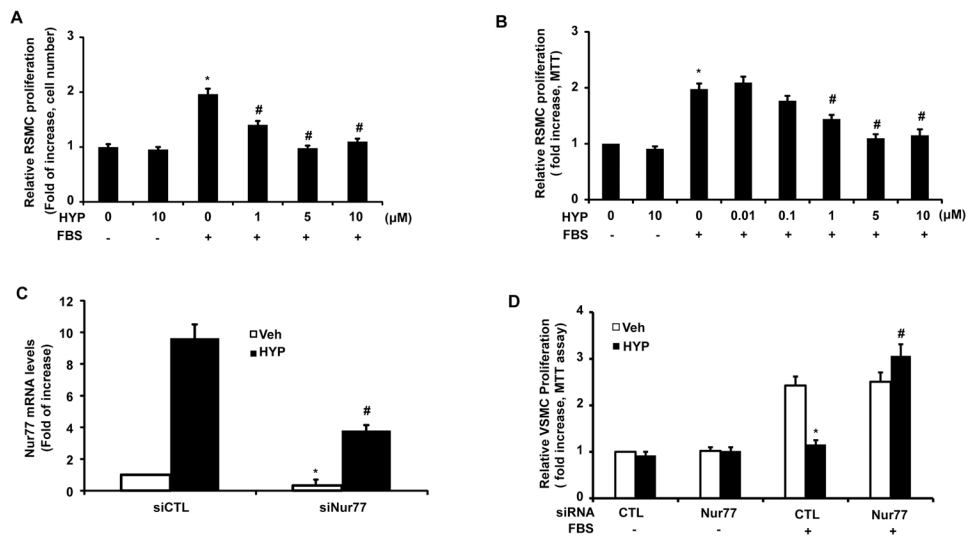 A
Relative RSMC proliferation
(Fold of increase, cell number)
3
2
1
0
*
#
#
#
HYP 0 10 0 1 5 10 (μM)
FBS - - + + + +
B
Relative RSMC proliferation
( fold increase, MTT)
3
2
1
0
*
#
#
#
HYP 0 10 0 0.01 0.1 1 5 10 (μM)
FBS - - + + + + + +
C
Nur77 mRNA levels
(Fold of increase)
12
10
8
6
4
2
0
Veh
HYP
*
#
siCTL siNur77
D
Relative VSMC Proliferation
( fold increase, MTT assay)
4
3
2
1
0
Veh
HYP
*
#
siRNA CTL Nur77 CTL Nur77
FBS - - + +